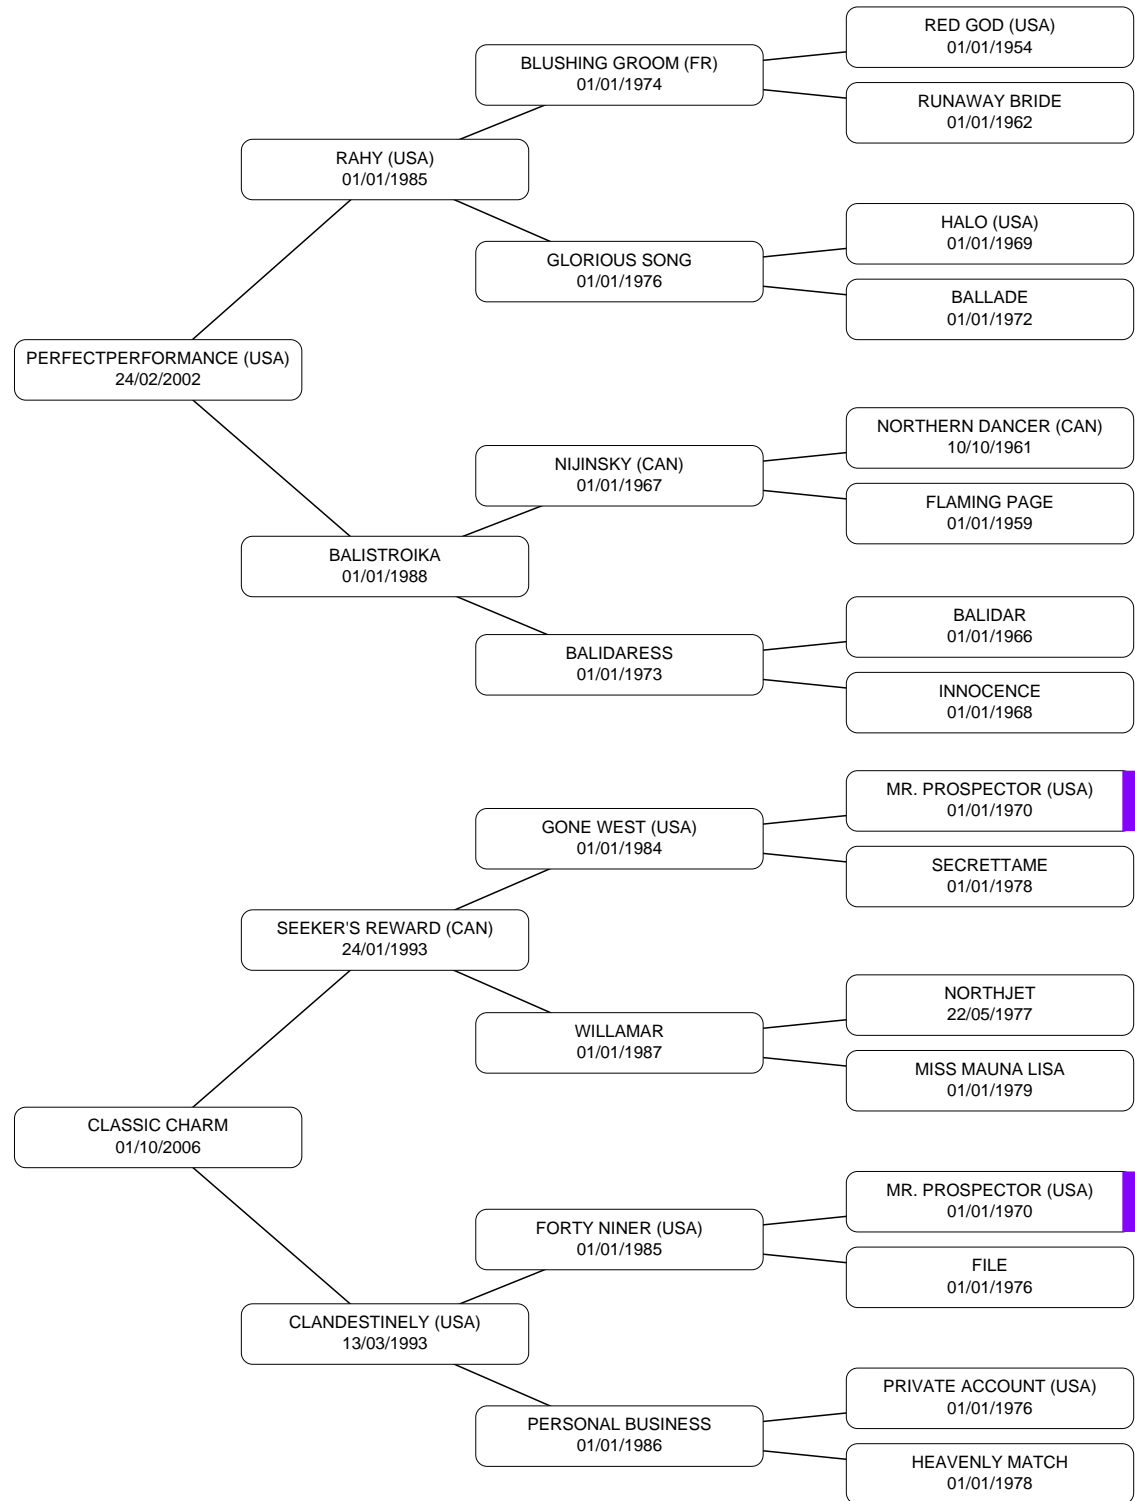 RED GOD (USA)
01/01/1954
BLUSHING GROOM (FR)
01/01/1974
RUNAWAY BRIDE
01/01/1962
RAHY (USA)
01/01/1985
HALO (USA)
01/01/1969
GLORIOUS SONG
01/01/1976
BALLADE
01/01/1972
PERFECTPERFORMANCE (USA)
24/02/2002
NORTHERN DANCER (CAN)
10/10/1961
NIJINSKY (CAN)
01/01/1967
FLAMING PAGE
01/01/1959
BALISTROIKA
01/01/1988
BALIDAR
01/01/1966
BALIDARESS
01/01/1973
INNOCENCE
01/01/1968
MR. PROSPECTOR (USA)
01/01/1970
GONE WEST (USA)
01/01/1984
SECRETTAME
01/01/1978
SEEKER'S REWARD (CAN)
24/01/1993
NORTHJET
22/05/1977
WILLAMAR
01/01/1987
MISS MAUNA LISA
01/01/1979
CLASSIC CHARM
01/10/2006
MR. PROSPECTOR (USA)
01/01/1970
FORTY NINER (USA)
01/01/1985
FILE
01/01/1976
CLANDESTINELY (USA)
13/03/1993
PRIVATE ACCOUNT (USA)
01/01/1976
PERSONAL BUSINESS
01/01/1986
HEAVENLY MATCH
01/01/1978